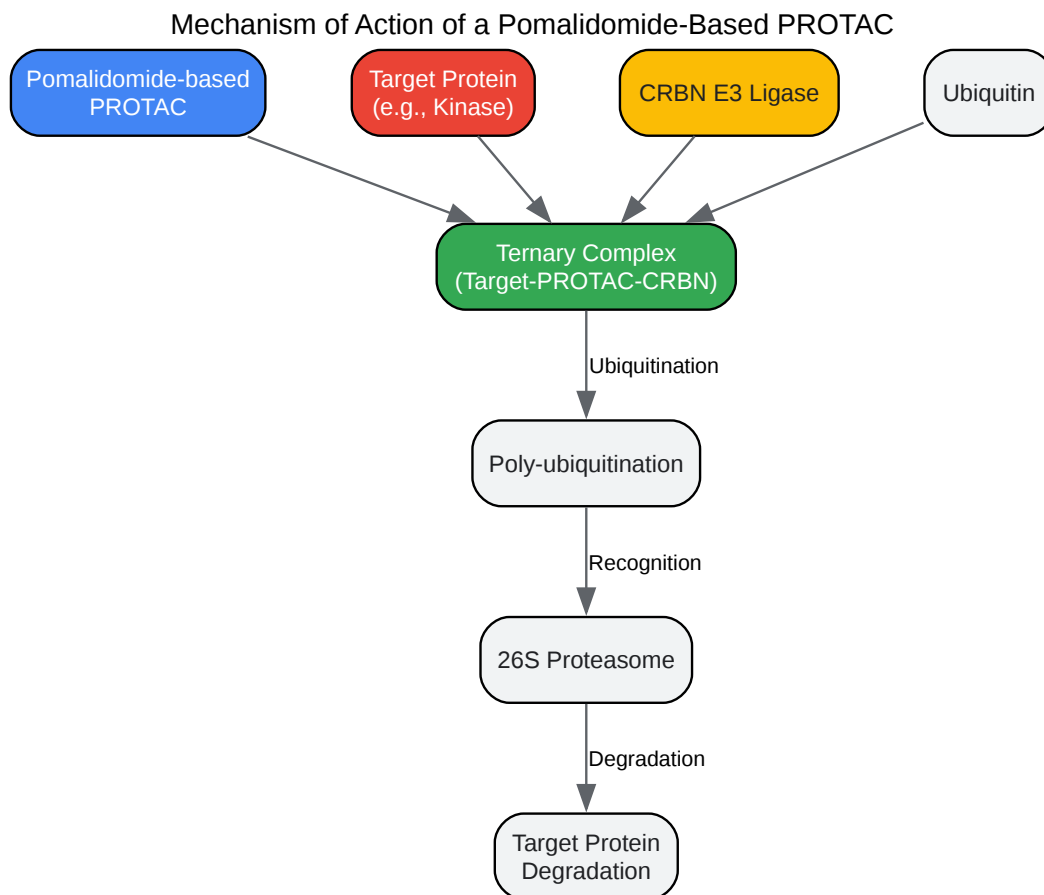 Mechanism of Action of a Pomalidomide-Based PROTAC
Pomalidomide-based
PROTAC
Target Protein
(e.g., Kinase)
CRBN E3 Ligase
Ubiquitin
Ternary Complex
(Target-PROTAC-CRBN)
Ubiquitination
Poly-ubiquitination
Recognition
26S Proteasome
Degradation
Target Protein
Degradation